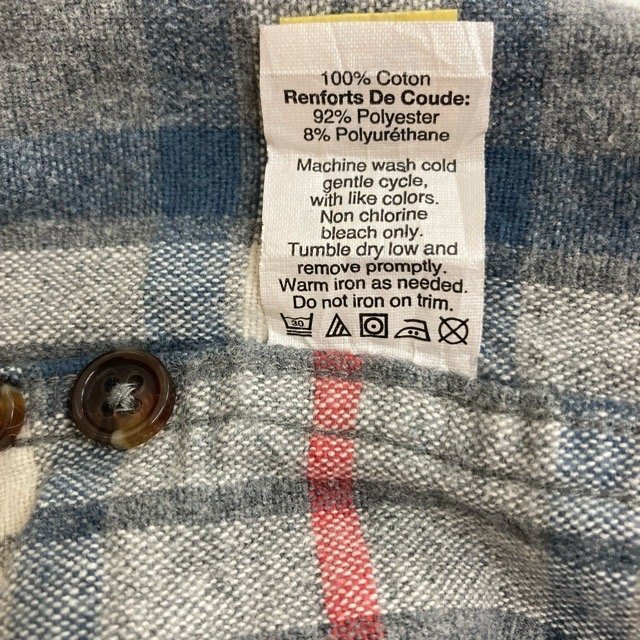 100% Coton
Renforts De Coude:
92% Polyester
8% Polyuréthane
Machine wash cold
gentle cycle,
with like colors.
Non chlorine
bleach only.
Tumble dry low and
remove promptly.
Warm iron as needed.
Do not iron on trim.
30